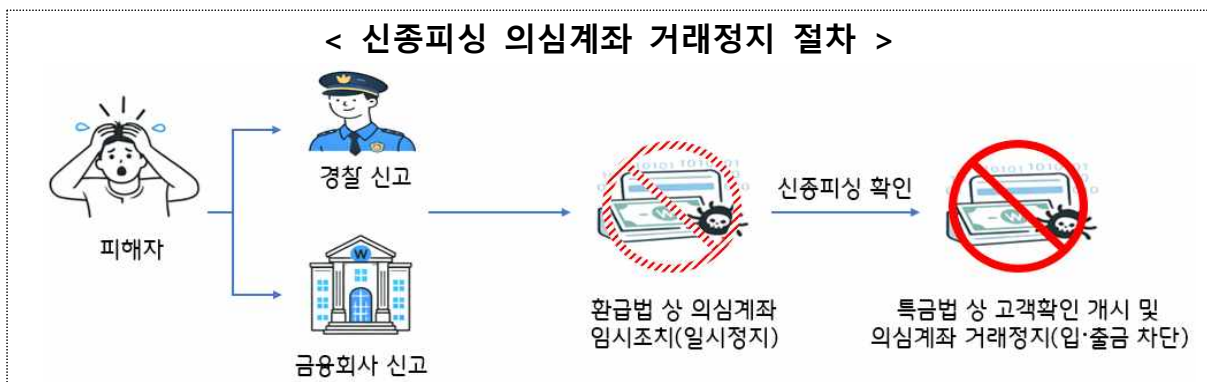 < 신종피싱 의심계좌 거래정지 절차 >
피해자
경찰 신고
금융회사 신고
W
환급법 상 의심계좌
임시조치(일시정지)
신종피싱 확인
특금법 상 고객확인 개시 및
의심계좌 거래정지(입·출금 차단)